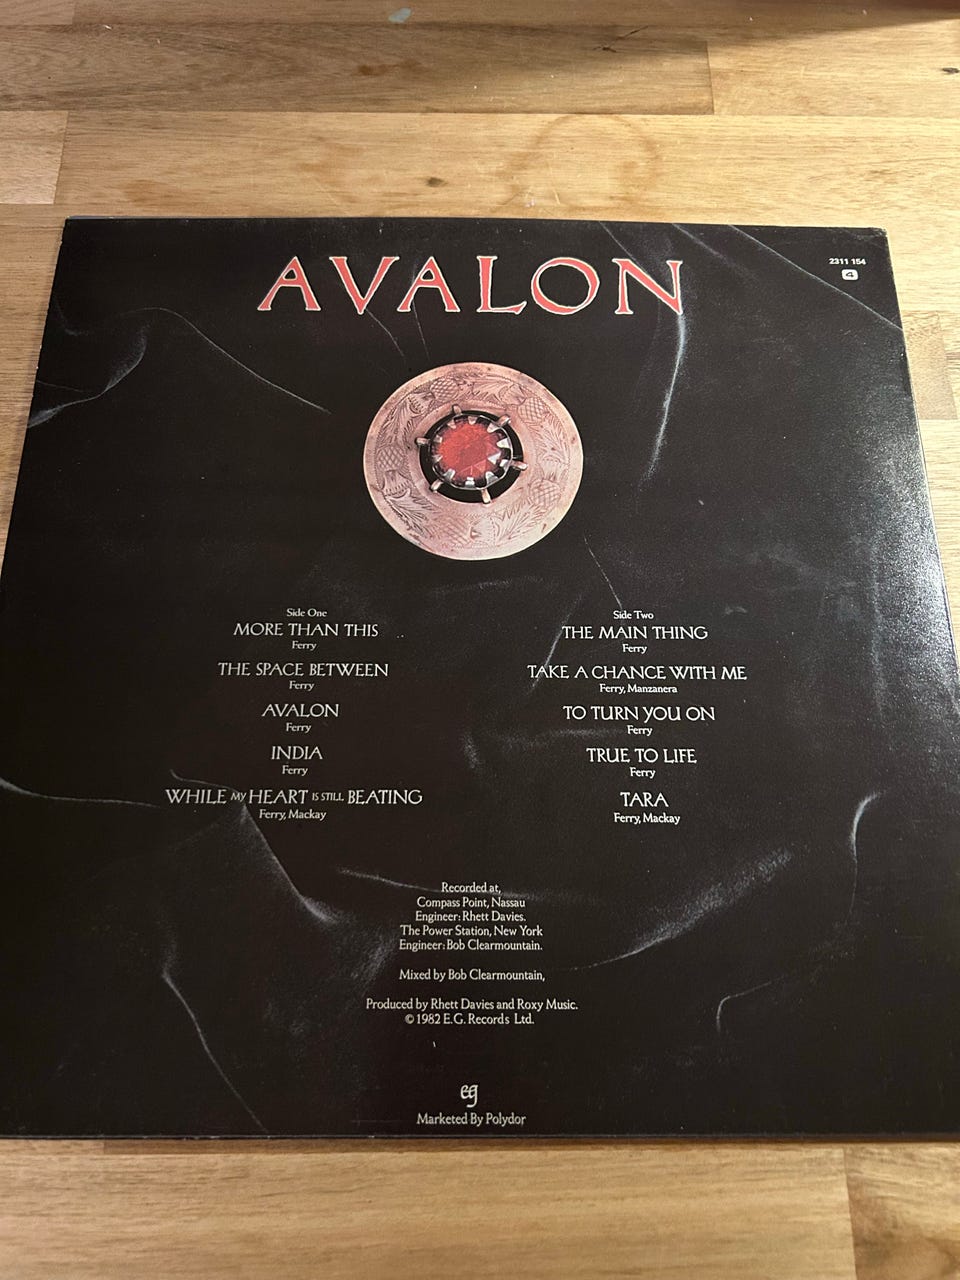 AVALON
2311 154
4
Side One
MORE THAN THIS
Ferry
THE SPACE BETWEEN
Ferry
AVALON
Ferry
INDIA
Ferry
WHILE MY HEART IS STILL BEATING
Ferry, Mackay
Side Two
THE MAIN THING
Ferry
TAKE A CHANCE WITH ME
Ferry, Manzanera
TO TURN YOU ON
Ferry
TRUE TO LIFE
Ferry
TARA
Ferry, Mackay
Recorded at,
Compass Point, Nassau
Engineer: Rhett Davies.
The Power Station, New York
Engineer: Bob Clearmountain.
Mixed by Bob Clearmountain,
Produced by Rhett Davies and Roxy Music.
© 1982 E.G. Records Ltd.
eg
Marketed By Polydor